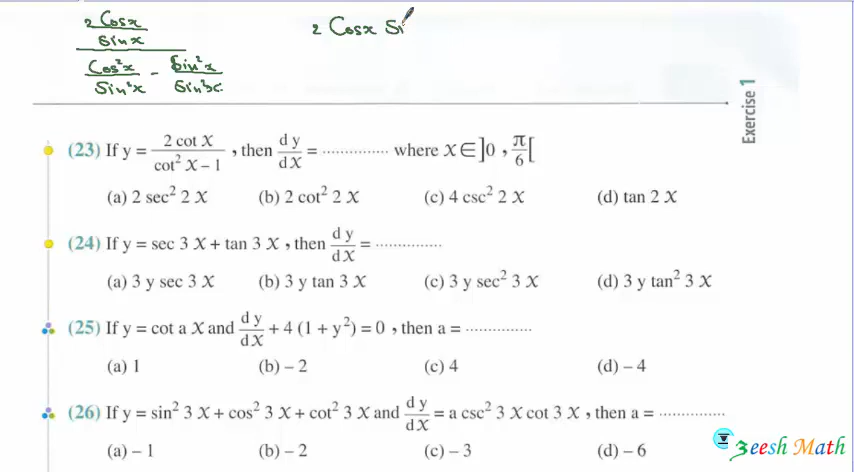 2 Cosx / Sinx
Cos²x / Sin²x - Sin²x / Sin²x
2 Cosx Si
Exercise 1
(23) If y = 2 cot X / cot² X – 1 , then dy/dX = ·············· where X ∈ ]0 , π/6[
(a) 2 sec² 2 X (b) 2 cot² 2 X (c) 4 csc² 2 X (d) tan 2 X
(24) If y = sec 3 X + tan 3 X , then dy/dX = ··············
(a) 3 y sec 3 X (b) 3 y tan 3 X (c) 3 y sec² 3 X (d) 3 y tan² 3 X
(25) If y = cot a X and dy/dX + 4 (1 + y²) = 0 , then a = ··············
(a) 1 (b) – 2 (c) 4 (d) – 4
(26) If y = sin² 3 X + cos² 3 X + cot² 3 X and dy/dX = a csc² 3 X cot 3 X , then a = ··············
(a) – 1 (b) – 2 (c) – 3 (d) – 6
Zeesh Math